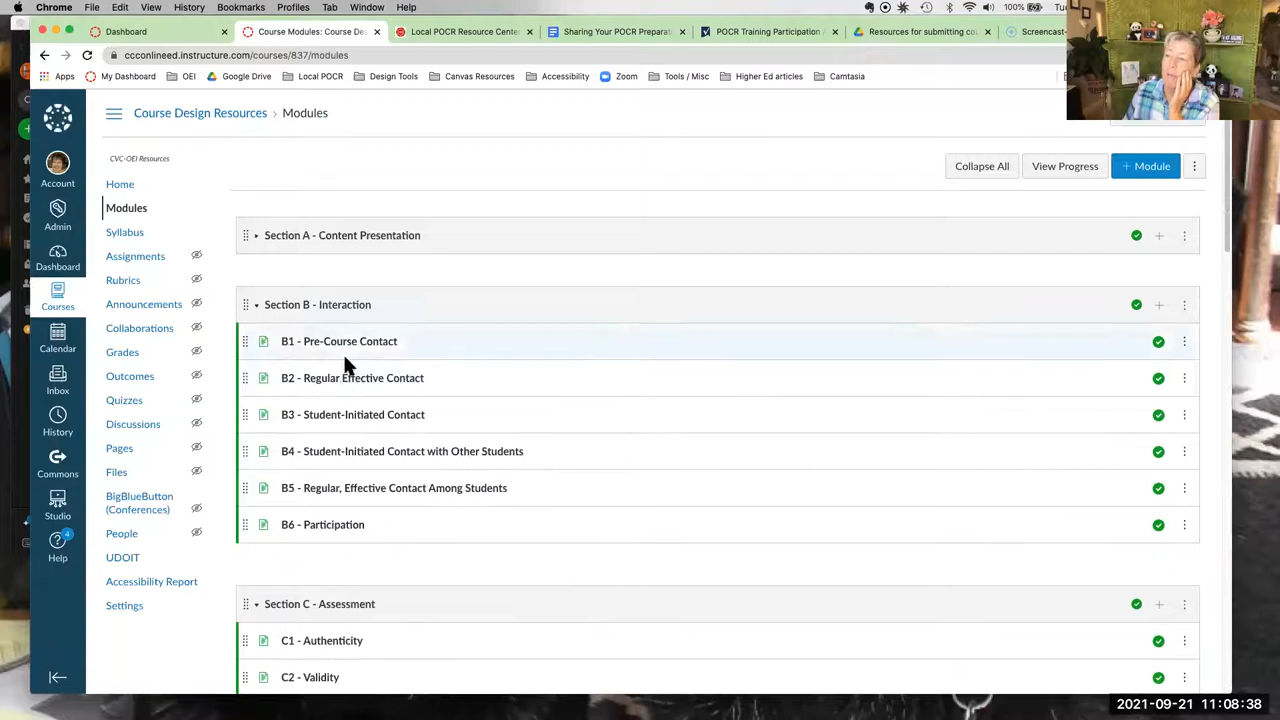 Chrome File Edit View History Bookmarks Profiles Tab Window Help 100%
Dashboard
Course Modules: Course De
Local POCR Resource Center
Sharing Your POCR Preparat
POCR Training Participation A
Resources for submitting co
Screencast-
ccconlineed.instructure.com/courses/837/modules
Apps My Dashboard OEI Google Drive Local POCR Design Tools Canvas Resources Accessibility Zoom Tools / Misc Higher Ed articles Camtasia
Course Design Resources › Modules
Account
Admin
Dashboard
Courses
Calendar
Inbox
History
Commons
Studio
4
Help
CVC-OEI Resources
Home
Modules
Syllabus
Assignments
Rubrics
Announcements
Collaborations
Grades
Outcomes
Quizzes
Discussions
Pages
Files
BigBlueButton
(Conferences)
People
UDOIT
Accessibility Report
Settings
Collapse All
View Progress
+ Module
Section A - Content Presentation
Section B - Interaction
B1 - Pre-Course Contact
B2 - Regular Effective Contact
B3 - Student-Initiated Contact
B4 - Student-Initiated Contact with Other Students
B5 - Regular, Effective Contact Among Students
B6 - Participation
Section C - Assessment
C1 - Authenticity
C2 - Validity
2021-09-21 11:08:38